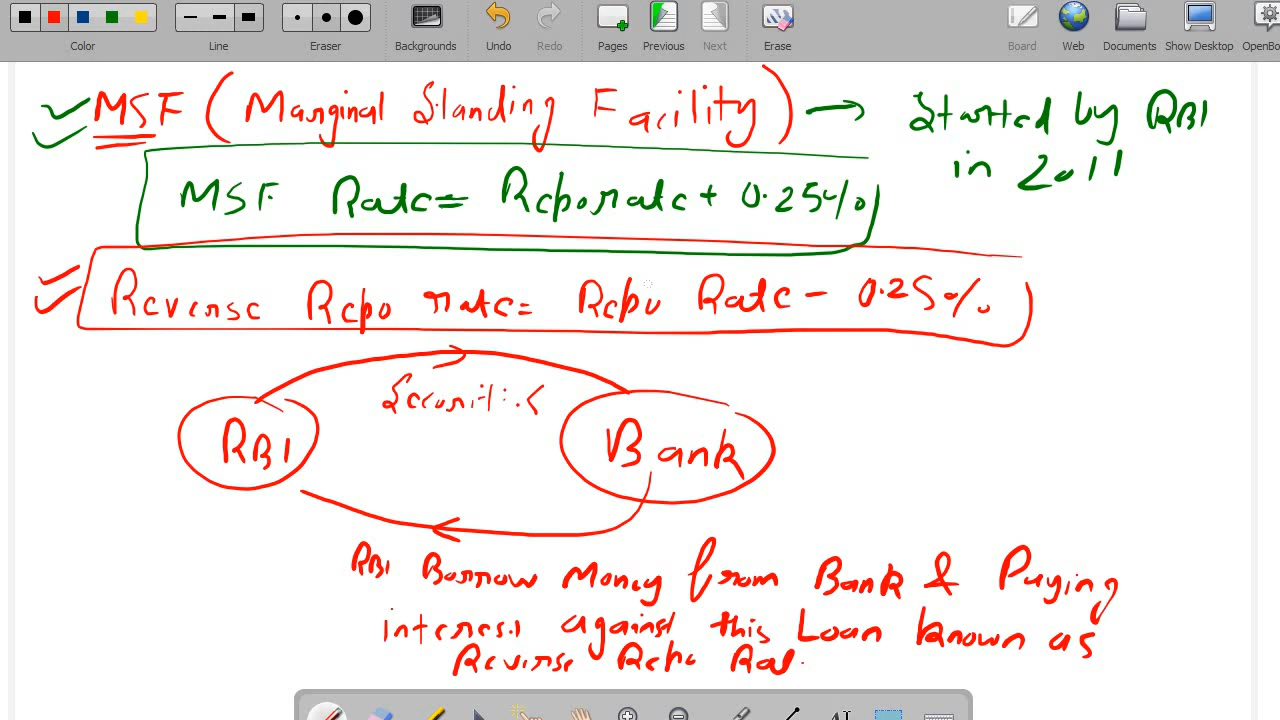 Color Line Eraser Backgrounds Undo Redo Pages Previous Next Erase Board Web Documents Show Desktop OpenBo
MSF (Marginal Standing Facility) → Started by RBI
in 2011
MSF Rate = Repo rate + 0.25%
Reverse Repo rate = Repo Rate - 0.25%
Securities
RBI Bank
RBI Borrow Money from Bank & Paying
interest against this Loan known as
Reverse Repo Rat.